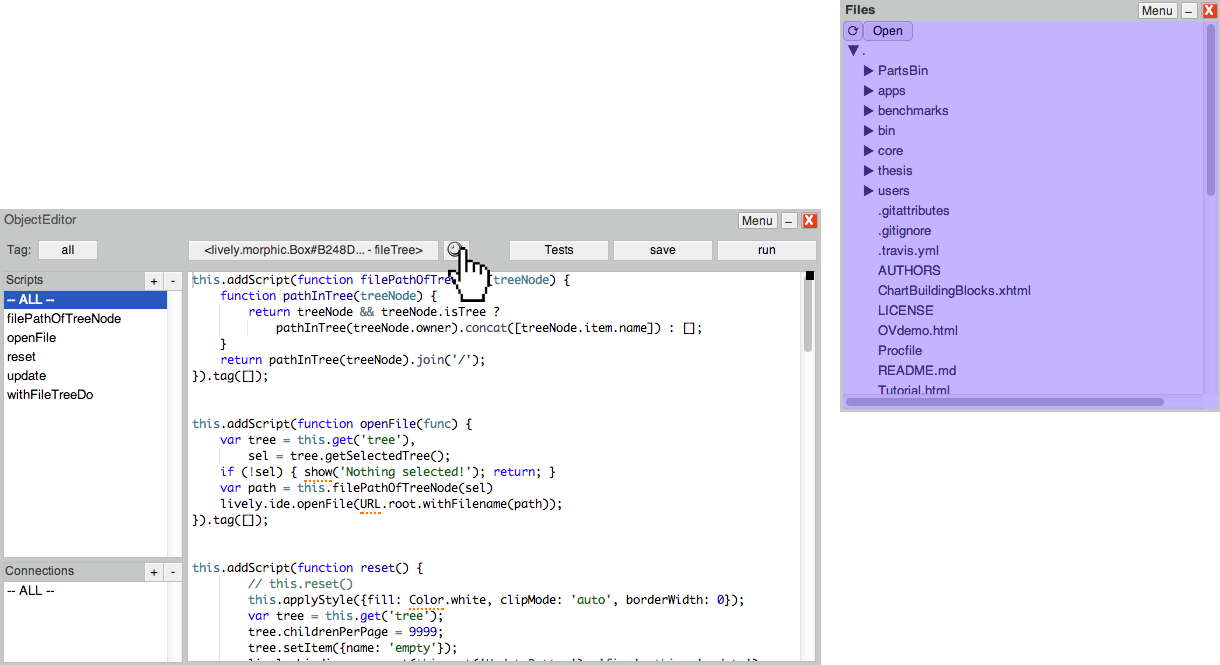 Files
Menu
–
X
Open
.
PartsBin
apps
benchmarks
bin
core
thesis
users
.gitattributes
.gitignore
.travis.yml
AUTHORS
ChartBuildingBlocks.xhtml
LICENSE
OVdemo.html
Procfile
README.md
Tutorial.html
ObjectEditor
Menu
–
X
Tag:
all
<lively.morphic.Box#B248D... - fileTree>
Tests
save
run
Scripts
+
-
-- ALL --
filePathOfTreeNode
openFile
reset
update
withFileTreeDo
Connections
+
-
-- ALL --
this.addScript(function treeNode) {
    function pathInTree(treeNode) {
        return treeNode && treeNode.isTree ?
            pathInTree(treeNode.owner).concat([treeNode.item.name]) : [];
    }
    return pathInTree(treeNode).join('/');
}).tag([]);
this.addScript(function openFile(func) {
    var tree = this.get('tree'),
        sel = tree.getSelectedTree();
    if (!sel) { show('Nothing selected!'); return; }
    var path = this.filePathOfTreeNode(sel)
    lively.ide.openFile(URL.root.withFilename(path));
}).tag([]);
this.addScript(function reset() {
        // this.reset()
        this.applyStyle({fill: Color.white, clipMode: 'auto', borderWidth: 0});
        var tree = this.get('tree');
        tree.childrenPerPage = 9999;
        tree.setItem({name: 'empty'});